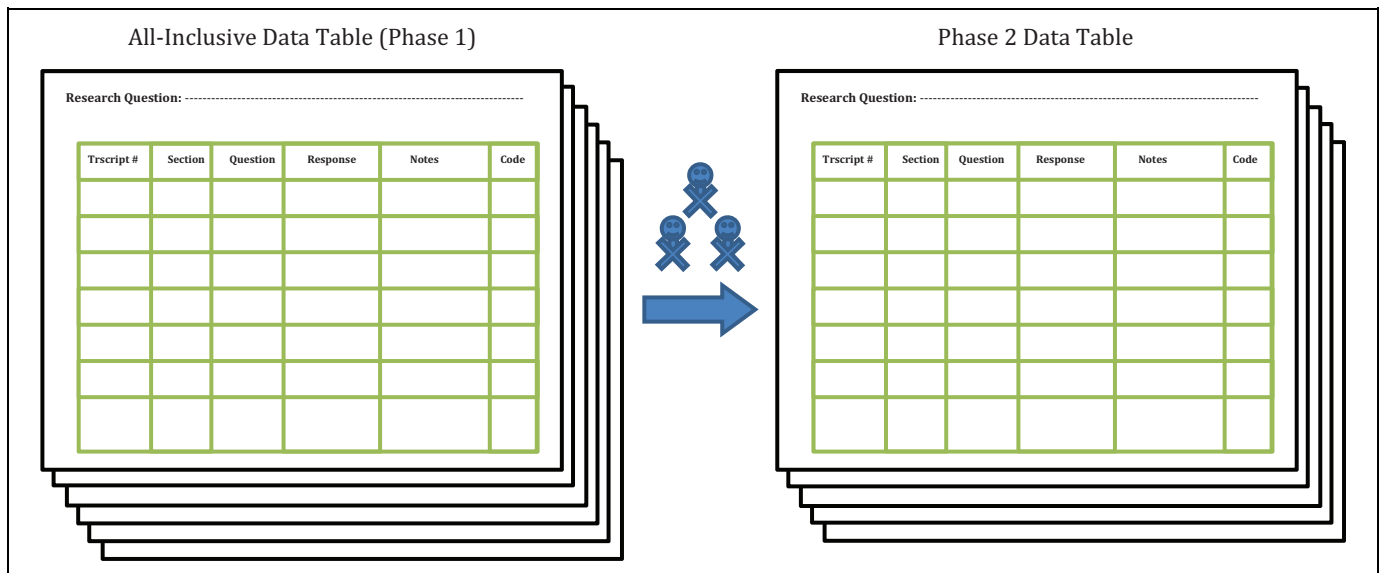 All-Inclusive Data Table (Phase 1)
Research Question: ------------------------------------------------------------------------------
Trscript # Section Question Response Notes Code
Phase 2 Data Table
Research Question: ------------------------------------------------------------------------------
Trscript # Section Question Response Notes Code